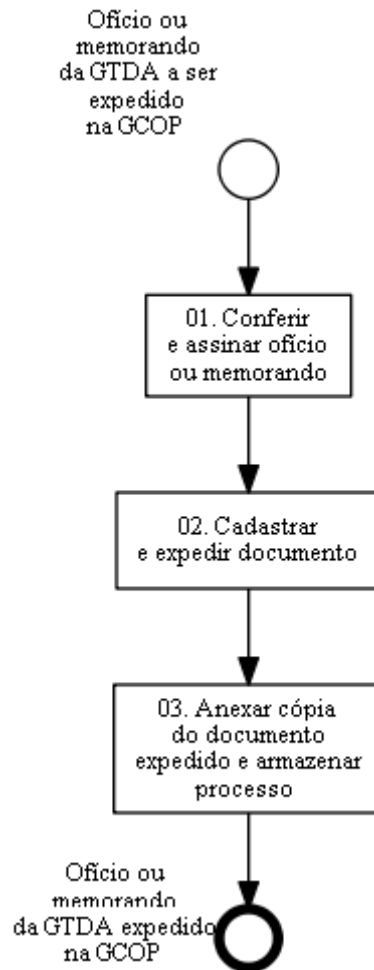 Ofício ou
memorando
da GTDA a ser
expedido
na GCOP
01. Conferir
e assinar ofício
ou memorando
02. Cadastrar
e expedir documento
03. Anexar cópia
do documento
expedido e armazenar
processo
Ofício ou
memorando
da GTDA expedido
na GCOP